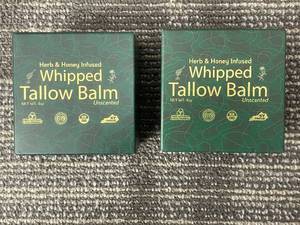 Herb & Honey Infused
Whipped
Tallow Balm
Unscented
Herb & Honey Infused
Whipped
Tallow Balm
Unscented